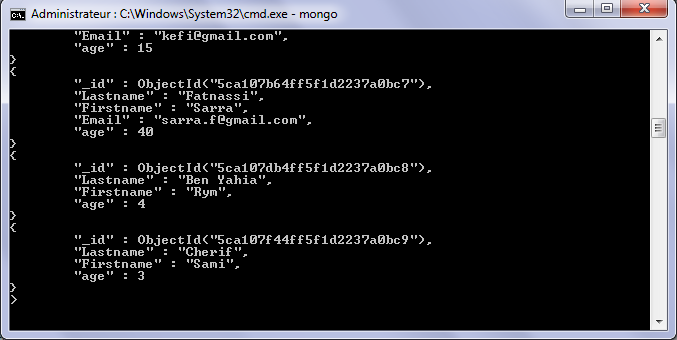 Administrateur : C:\Windows\System32\cmd.exe - mongo
"Email" : "kefi@gmail.com",
"age" : 15
}
{
"_id" : ObjectId("5ca107b64ff5f1d2237a0bc7"),
"Lastname" : "Fatnassi",
"Firstname" : "Sarra",
"Email" : "sarra.f@gmail.com",
"age" : 40
}
{
"_id" : ObjectId("5ca107db4ff5f1d2237a0bc8"),
"Lastname" : "Ben Yahia",
"Firstname" : "Rym",
"age" : 4
}
{
"_id" : ObjectId("5ca107f44ff5f1d2237a0bc9"),
"Lastname" : "Cherif",
"Firstname" : "Sami",
"age" : 3
}
>